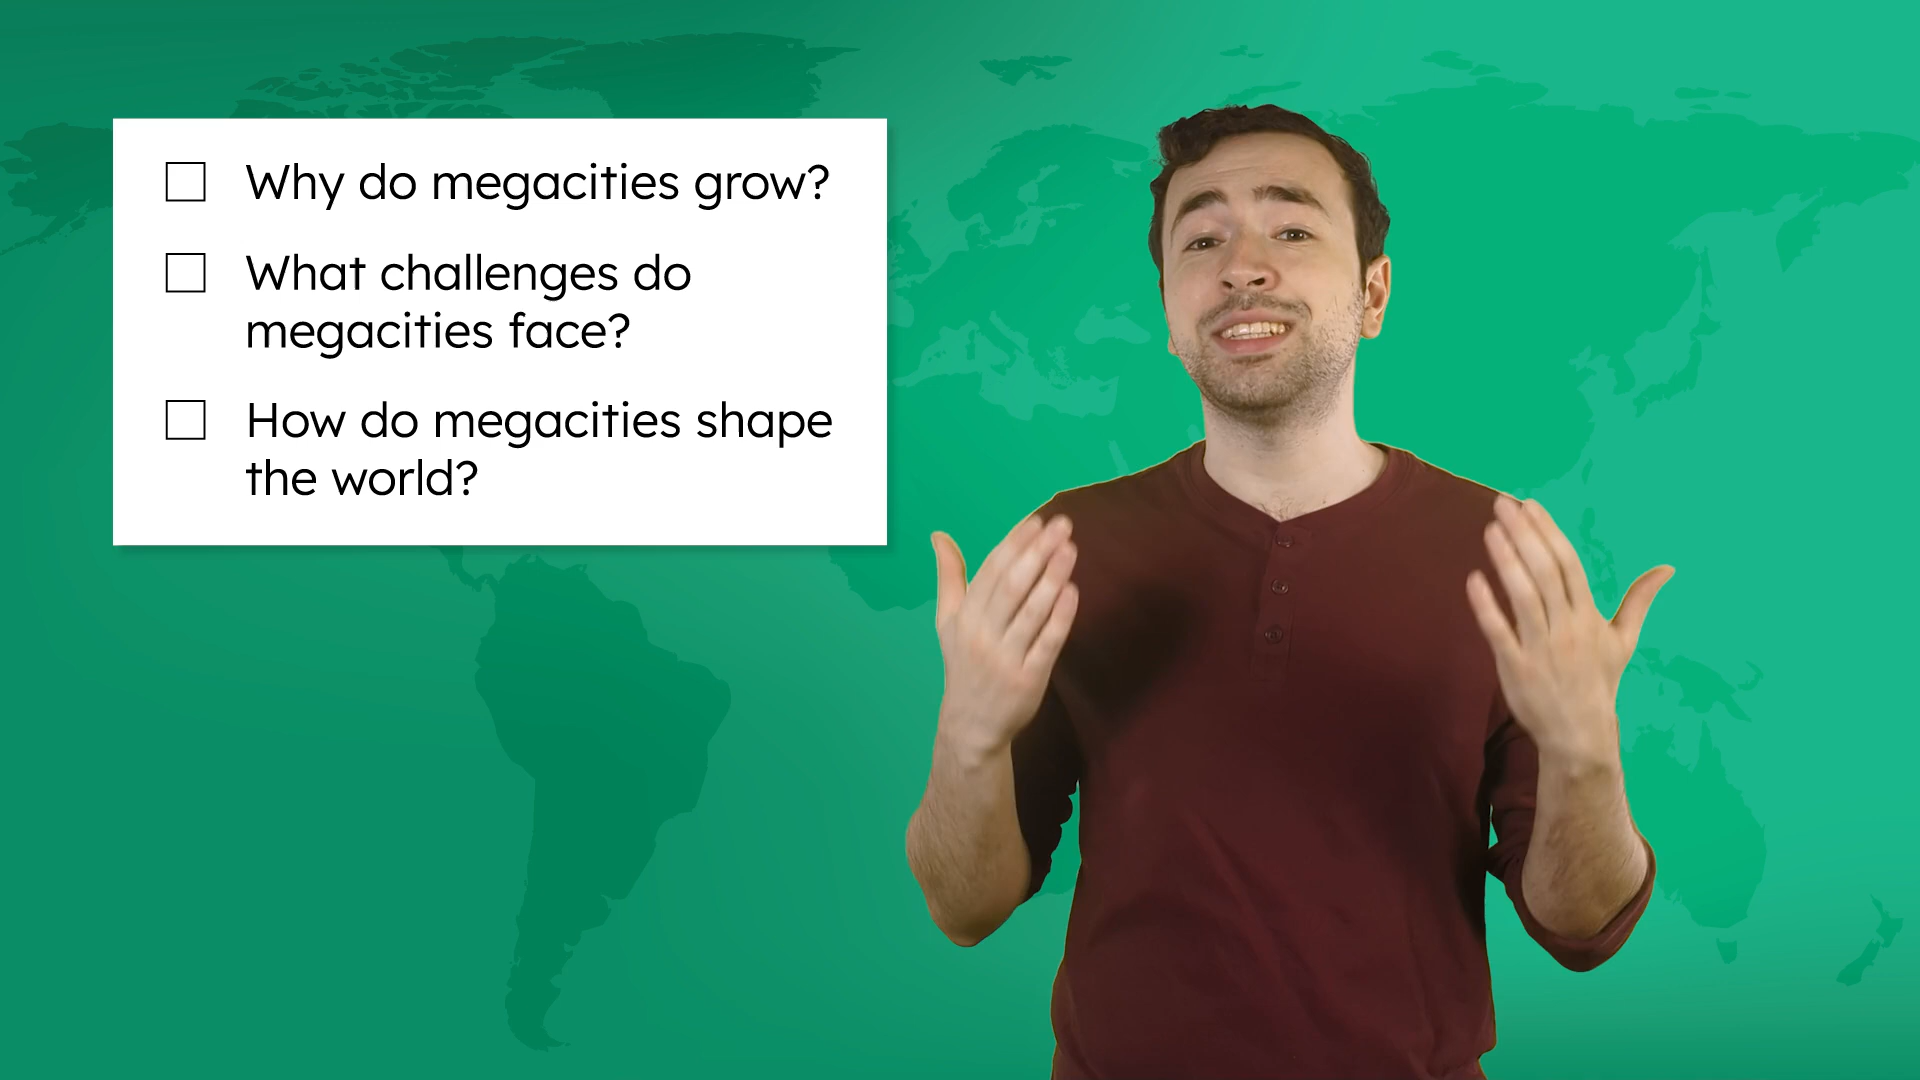 Why do megacities grow?
What challenges do
megacities face?
How do megacities shape
the world?